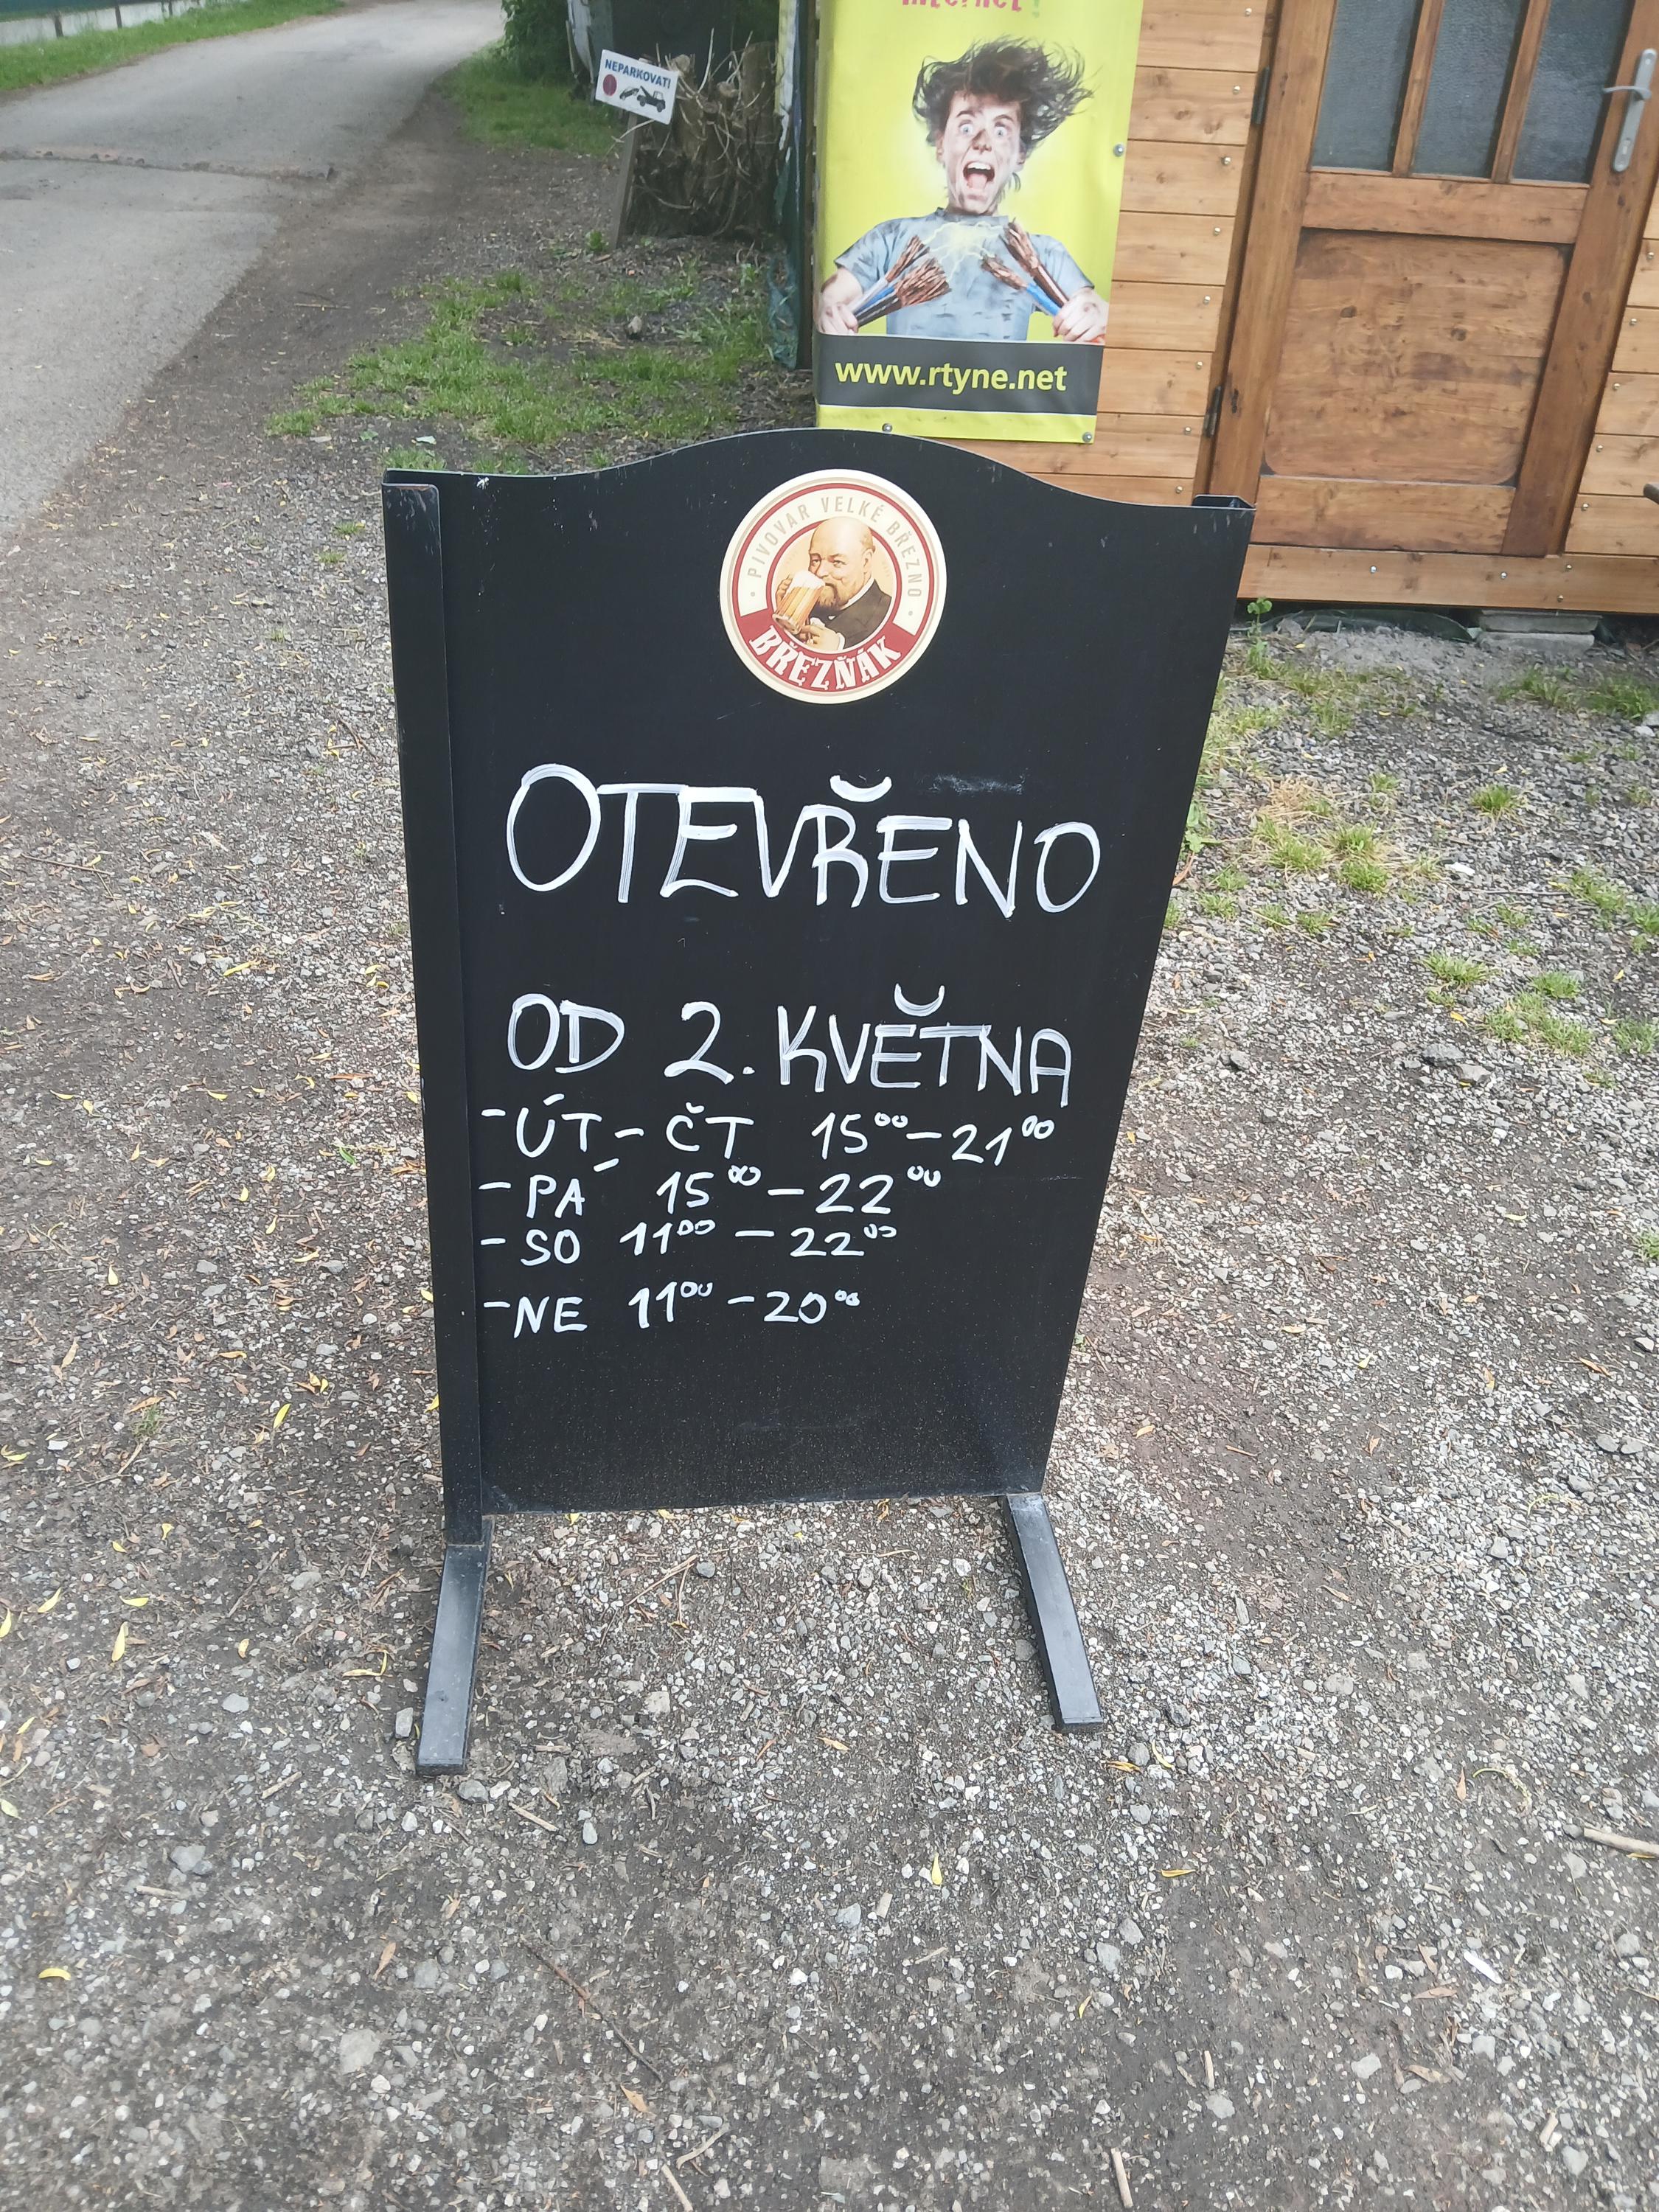 NEPARKOVAT!
www.rtyne.net
PIVOVAR VELKÉ BŘEZNO
BŘEZŇÁK
OTEVŘENO
OD 2. KVĚTNA
-ÚT-ČT 15⁰⁰-21⁰⁰
-PÁ 15⁰⁰-22⁰⁰
-SO 11⁰⁰-22⁰⁰
-NE 11⁰⁰-20⁰⁰